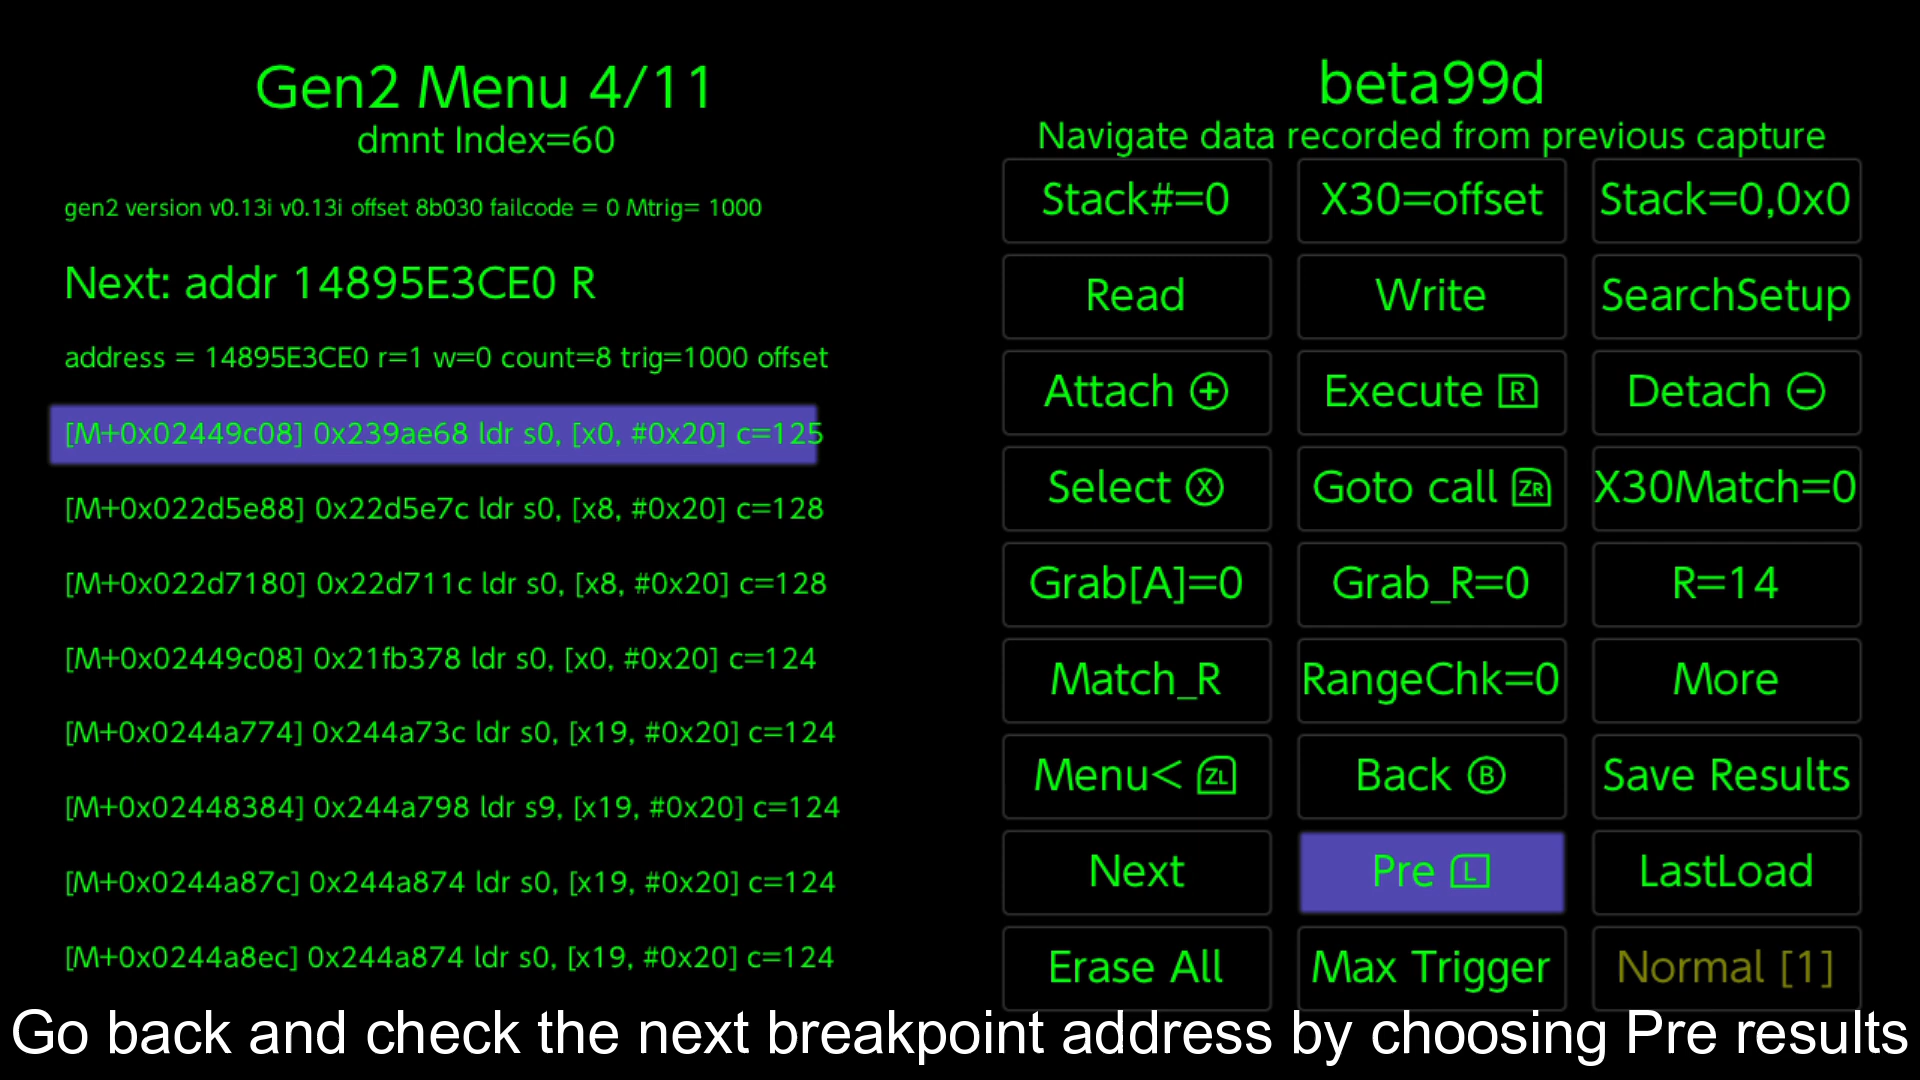 Gen2 Menu 4/11
dmnt Index=60
gen2 version v0.13i v0.13i offset 8b030 failcode = 0 Mtrig= 1000
Next: addr 14895E3CE0 R
address = 14895E3CE0 r=1 w=0 count=8 trig=1000 offset
[M+0x02449c08] 0x239ae68 ldr s0, [x0, #0x20] c=125
[M+0x022d5e88] 0x22d5e7c ldr s0, [x8, #0x20] c=128
[M+0x022d7180] 0x22d711c ldr s0, [x8, #0x20] c=128
[M+0x02449c08] 0x21fb378 ldr s0, [x0, #0x20] c=124
[M+0x0244a774] 0x244a73c ldr s0, [x19, #0x20] c=124
[M+0x02448384] 0x244a798 ldr s9, [x19, #0x20] c=124
[M+0x0244a87c] 0x244a874 ldr s0, [x19, #0x20] c=124
[M+0x0244a8ec] 0x244a874 ldr s0, [x19, #0x20] c=124
beta99d
Navigate data recorded from previous capture
Stack#=0 X30=offset Stack=0,0x0
Read Write SearchSetup
Attach ⊕ Execute R Detach ⊖
Select Ⓧ Goto call ZR X30Match=0
Grab[A]=0 Grab_R=0 R=14
Match_R RangeChk=0 More
Menu< ZL Back Ⓑ Save Results
Next Pre L LastLoad
Erase All Max Trigger Normal [1]
Go back and check the next breakpoint address by choosing Pre results